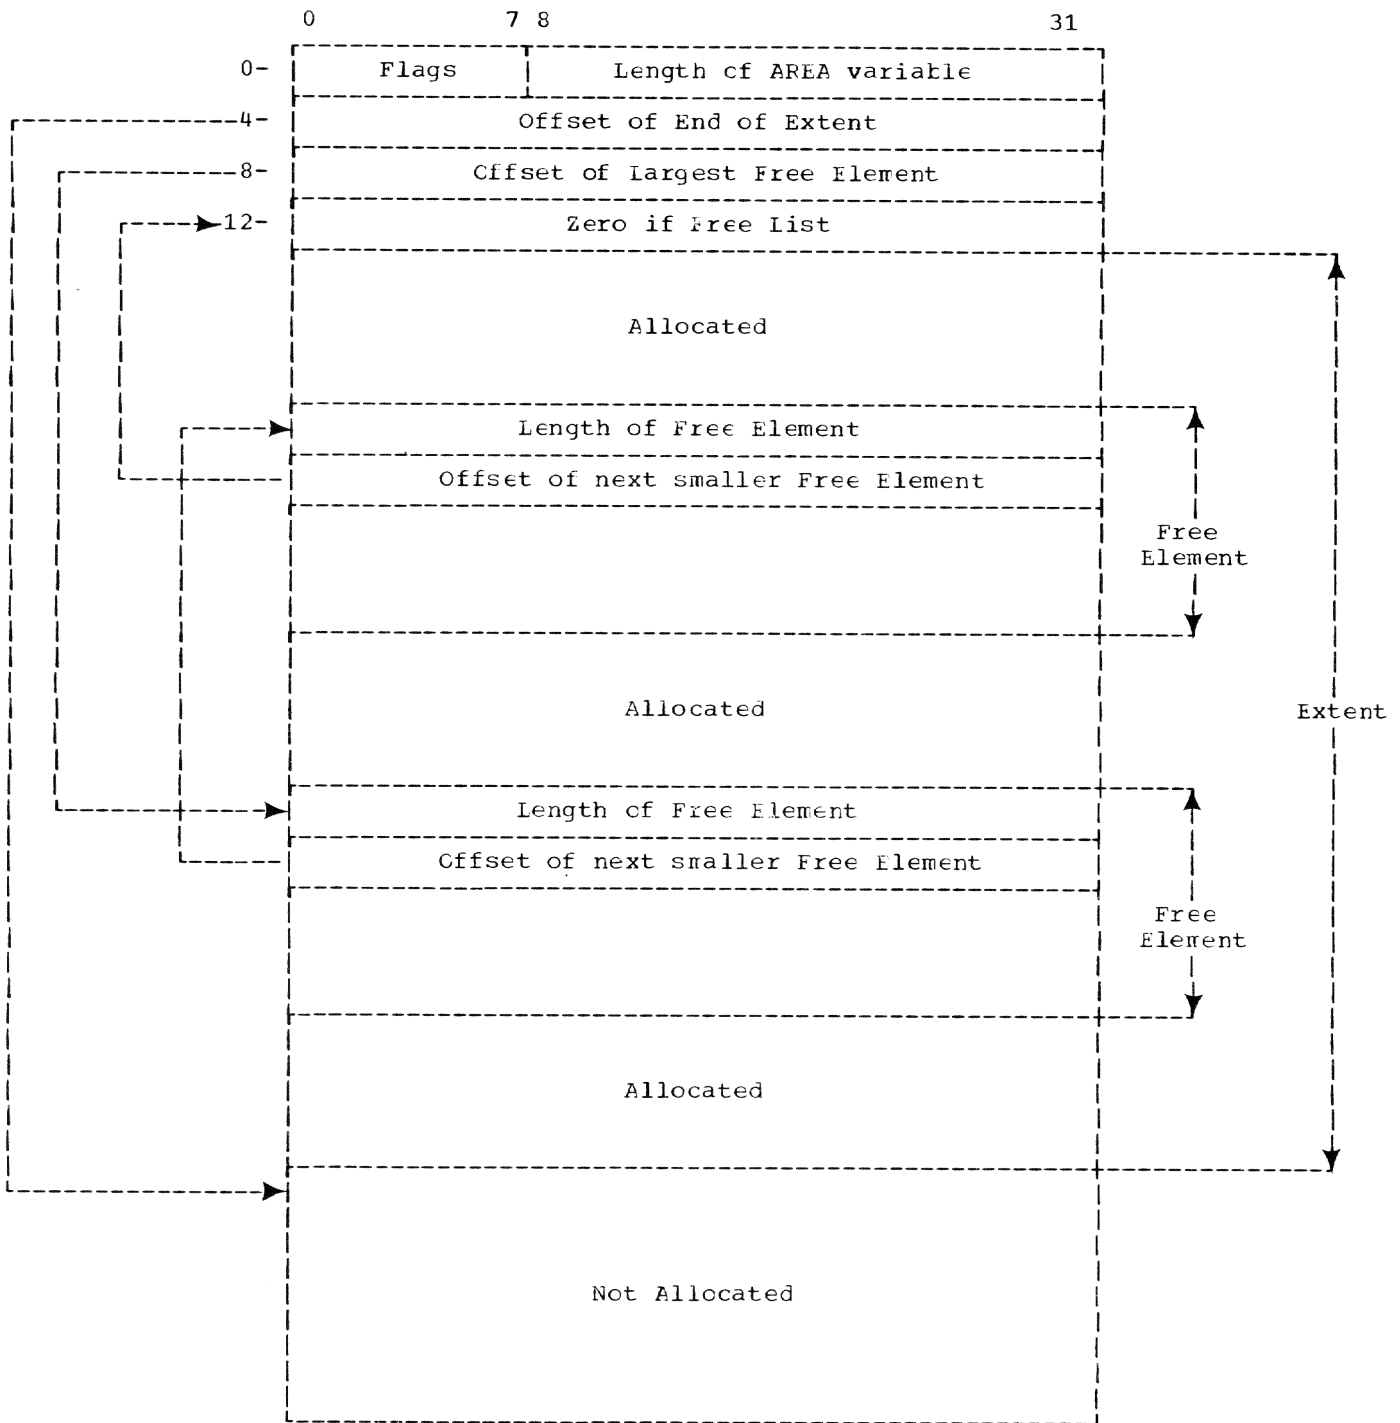 0 7 8 31
0- Flags Length of AREA variable
4- Offset of End of Extent
8- Offset of Largest Free Element
12- Zero if Free List
Allocated
Length of Free Element
Offset of next smaller Free Element
Free
Element
Allocated
Extent
Length of Free Element
Offset of next smaller Free Element
Free
Element
Allocated
Not Allocated